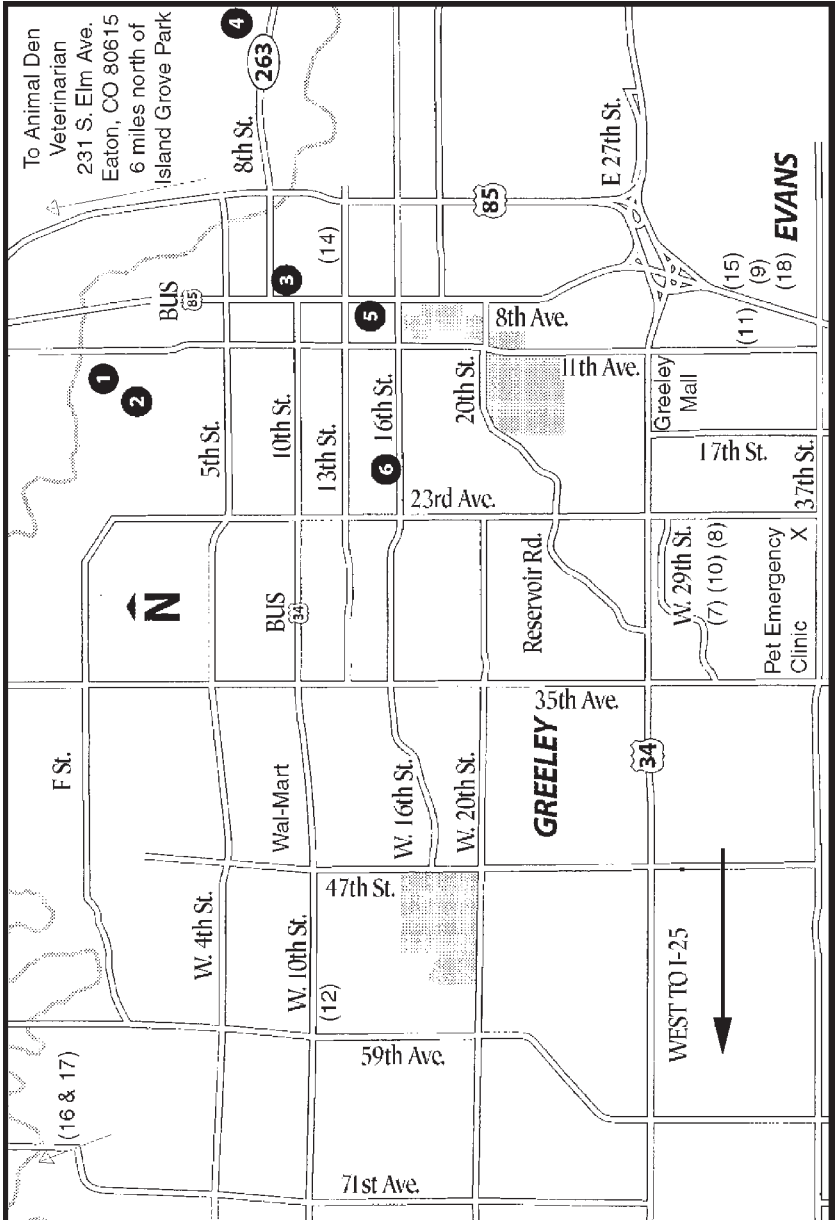 To Animal Den
Veterinarian
231 S. Elm Ave.
Eaton, CO 80615
6 miles north of
Island Grove Park
(16 & 17)
F St.
N
1
2
BUS
85
4
263
8th St.
W. 4th St.
5th St.
3
W. 10th St.
(12)
Wal-Mart
BUS
34
10th St.
(14)
13th St.
5
47th St.
W. 16th St.
6
16th St.
59th Ave.
W. 20th St.
23rd Ave.
20th St.
8th Ave.
85
71st Ave.
GREELEY
35th Ave.
Reservoir Rd.
11th Ave.
E 27th St.
WEST TO I-25
34
W. 29th St.
(7) (10) (8)
Greeley
Mall
17th St.
(11)
(15)
(9)
(18)
EVANS
Pet Emergency
Clinic
X
37th St.